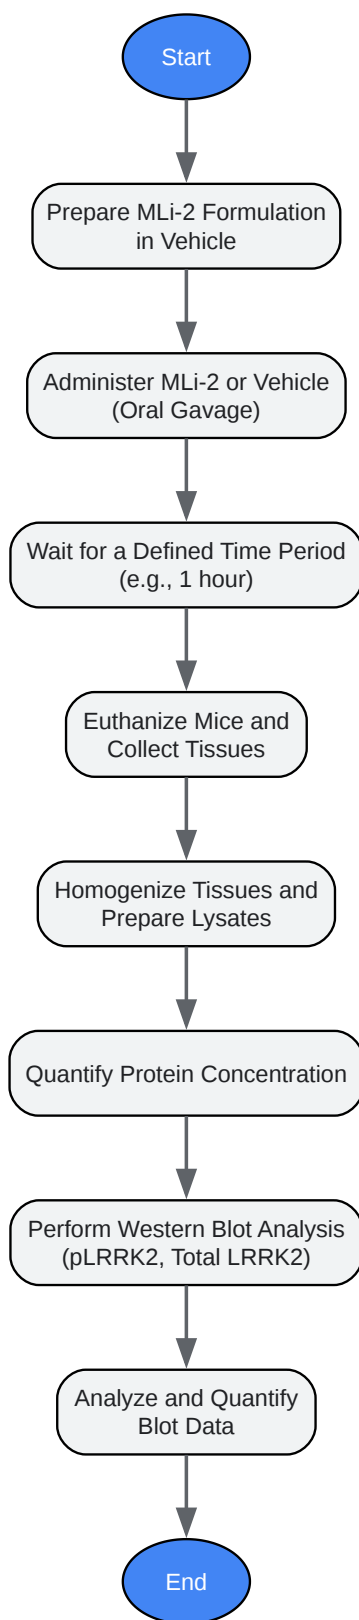 Start
Prepare MLi-2 Formulation
in Vehicle
Administer MLi-2 or Vehicle
(Oral Gavage)
Wait for a Defined Time Period
(e.g., 1 hour)
Euthanize Mice and
Collect Tissues
Homogenize Tissues and
Prepare Lysates
Quantify Protein Concentration
Perform Western Blot Analysis
(pLRRK2, Total LRRK2)
Analyze and Quantify
Blot Data
End